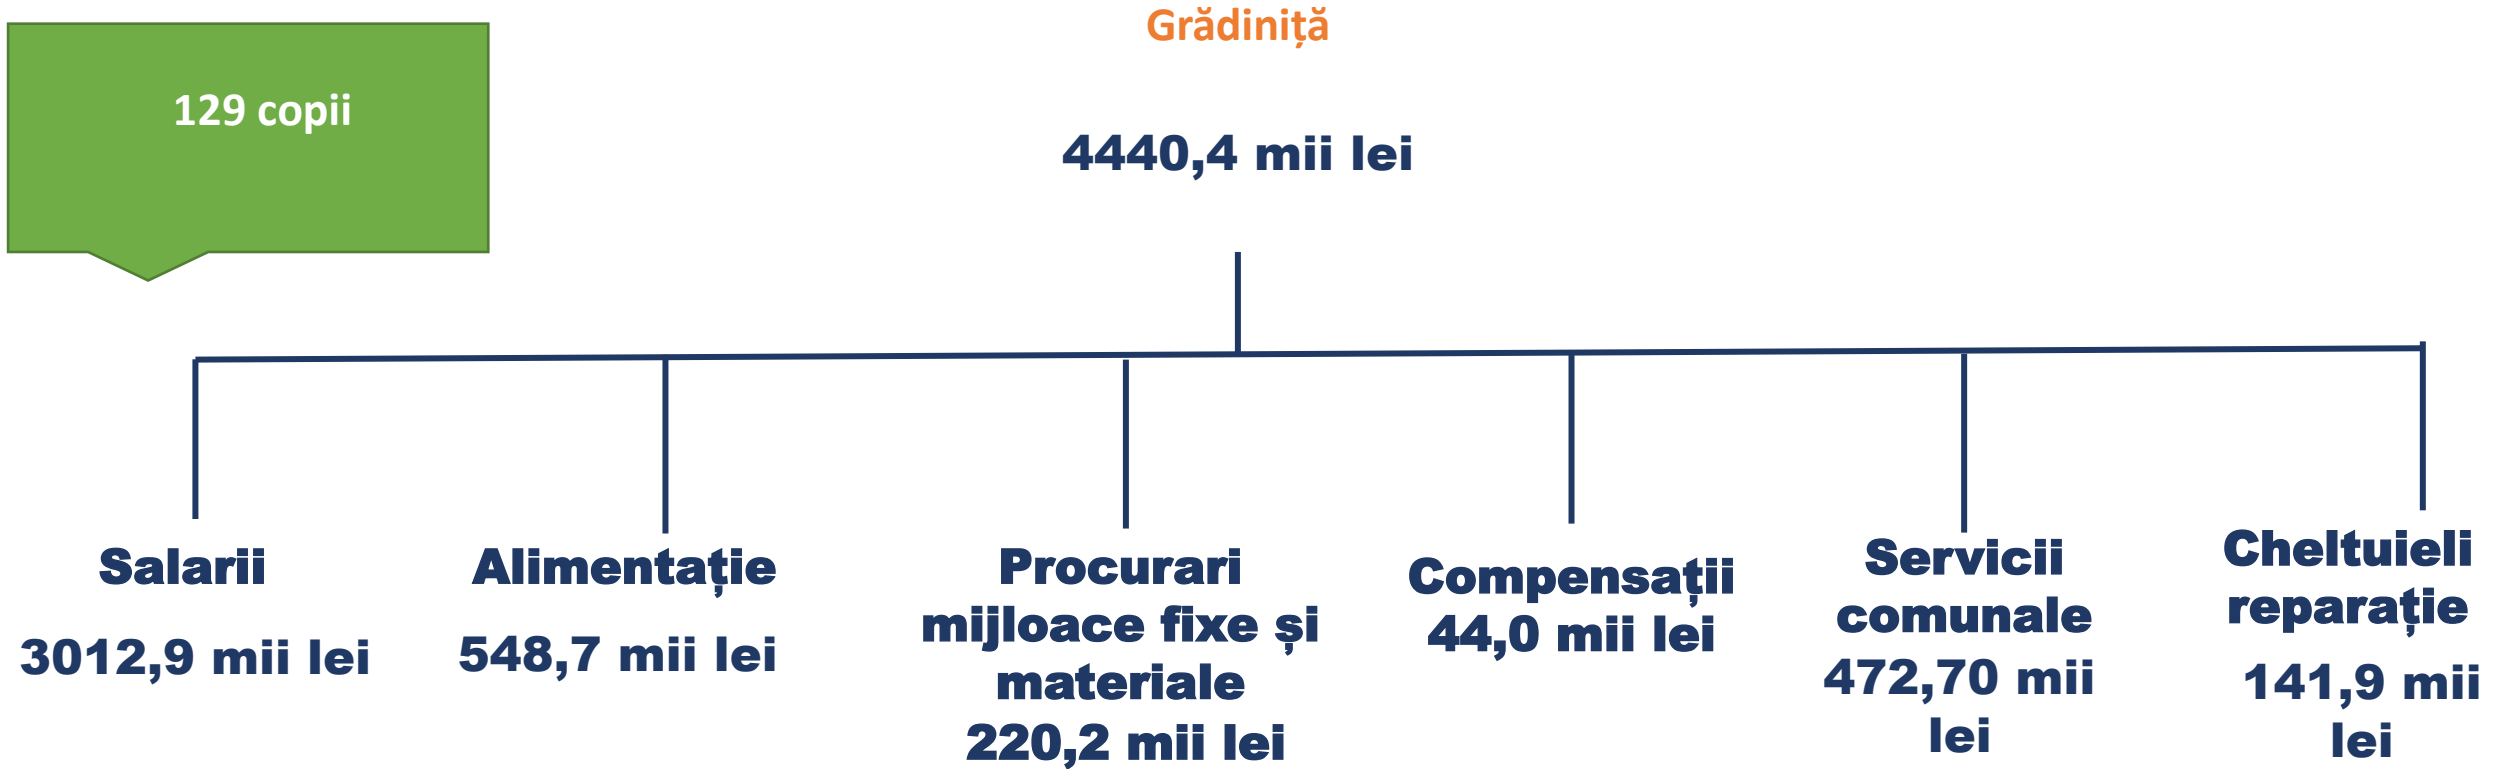 Grădiniță
129 copii
4440,4 mii lei
Salarii
3012,9 mii lei
Alimentație
548,7 mii lei
Procurari
mijloace fixe și
materiale
220,2 mii lei
Compensații
44,0 mii lei
Servicii
comunale
472,70 mii
lei
Cheltuieli
reparație
141,9 mii
lei